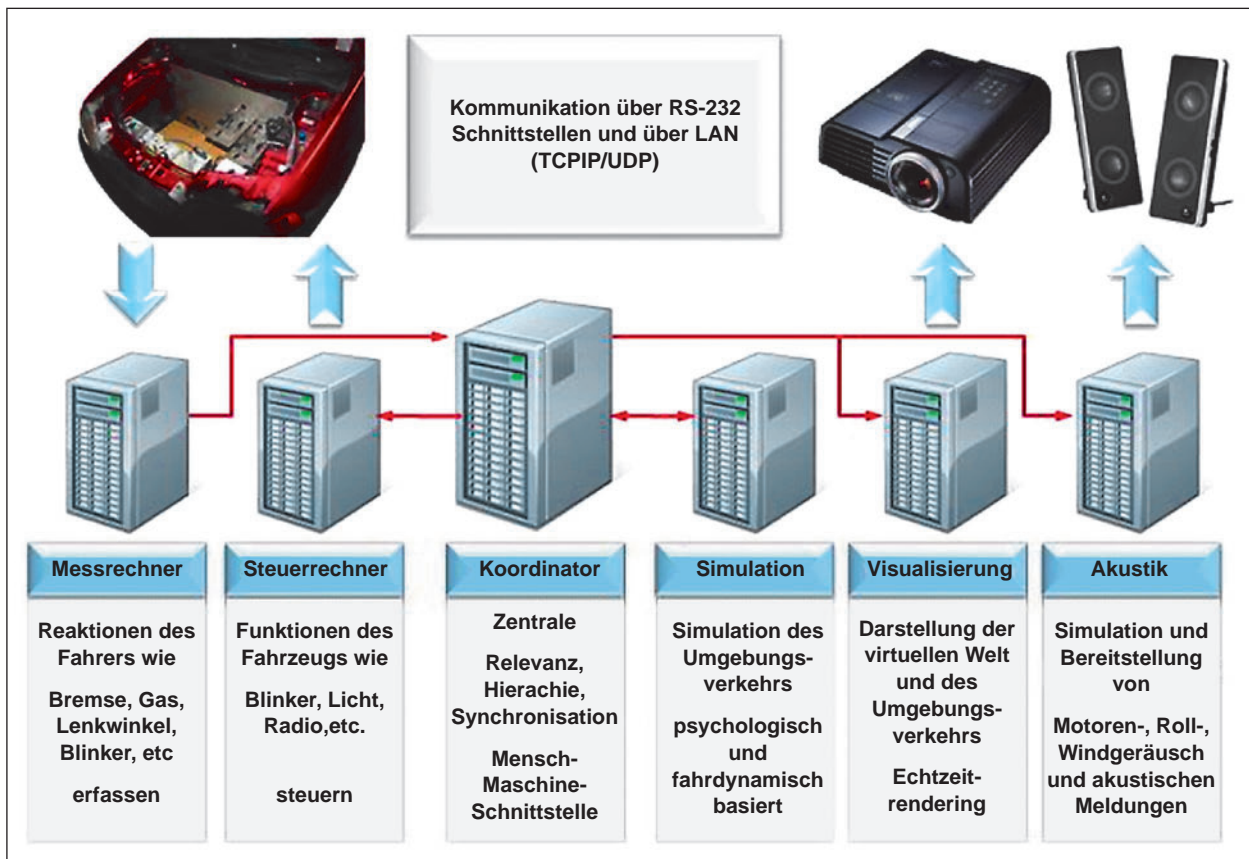 Kommunikation über RS-232
Schnittstellen und über LAN
(TCPIP/UDP)
Messrechner
Reaktionen des
Fahrers wie
Bremse, Gas,
Lenkwinkel,
Blinker, etc
erfassen
Steuerrechner
Funktionen des
Fahrzeugs wie
Blinker, Licht,
Radio,etc.
steuern
Koordinator
Zentrale
Relevanz,
Hierachie,
Synchronisation
Mensch-
Maschine-
Schnittstelle
Simulation
Simulation des
Umgebungs-
verkehrs
psychologisch
und
fahrdynamisch
basiert
Visualisierung
Darstellung der
virtuellen Welt
und des
Umgebungs-
verkehrs
Echtzeit-
rendering
Akustik
Simulation und
Bereitstellung
von
Motoren-, Roll-,
Windgeräusch
und akustischen
Meldungen